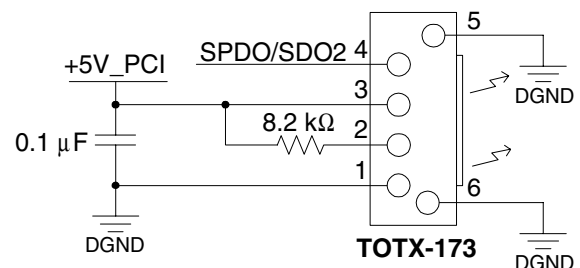 5
SPDO/SDO2 4
+5V_PCI
DGND
3
8.2 kΩ
2
0.1 μF
1
6
DGND
TOTX-173
DGND